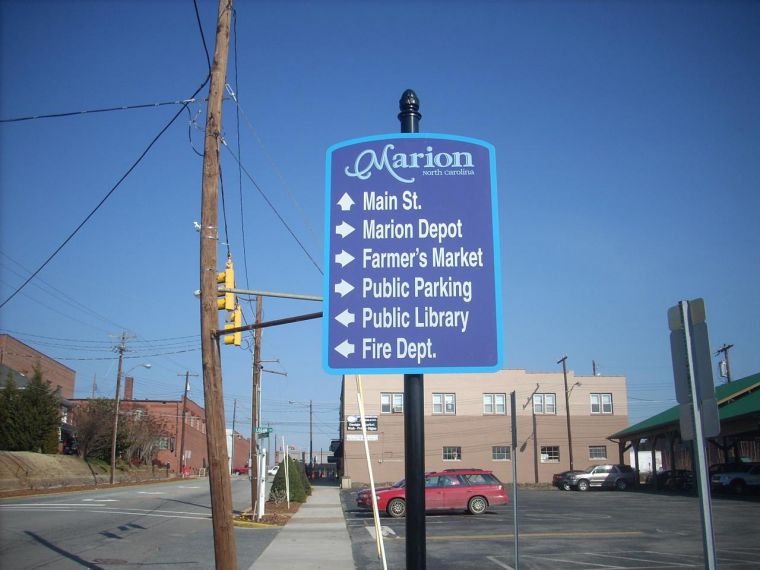 Marion
North Carolina
Main St.
Marion Depot
Farmer's Market
Public Parking
Public Library
Fire Dept.